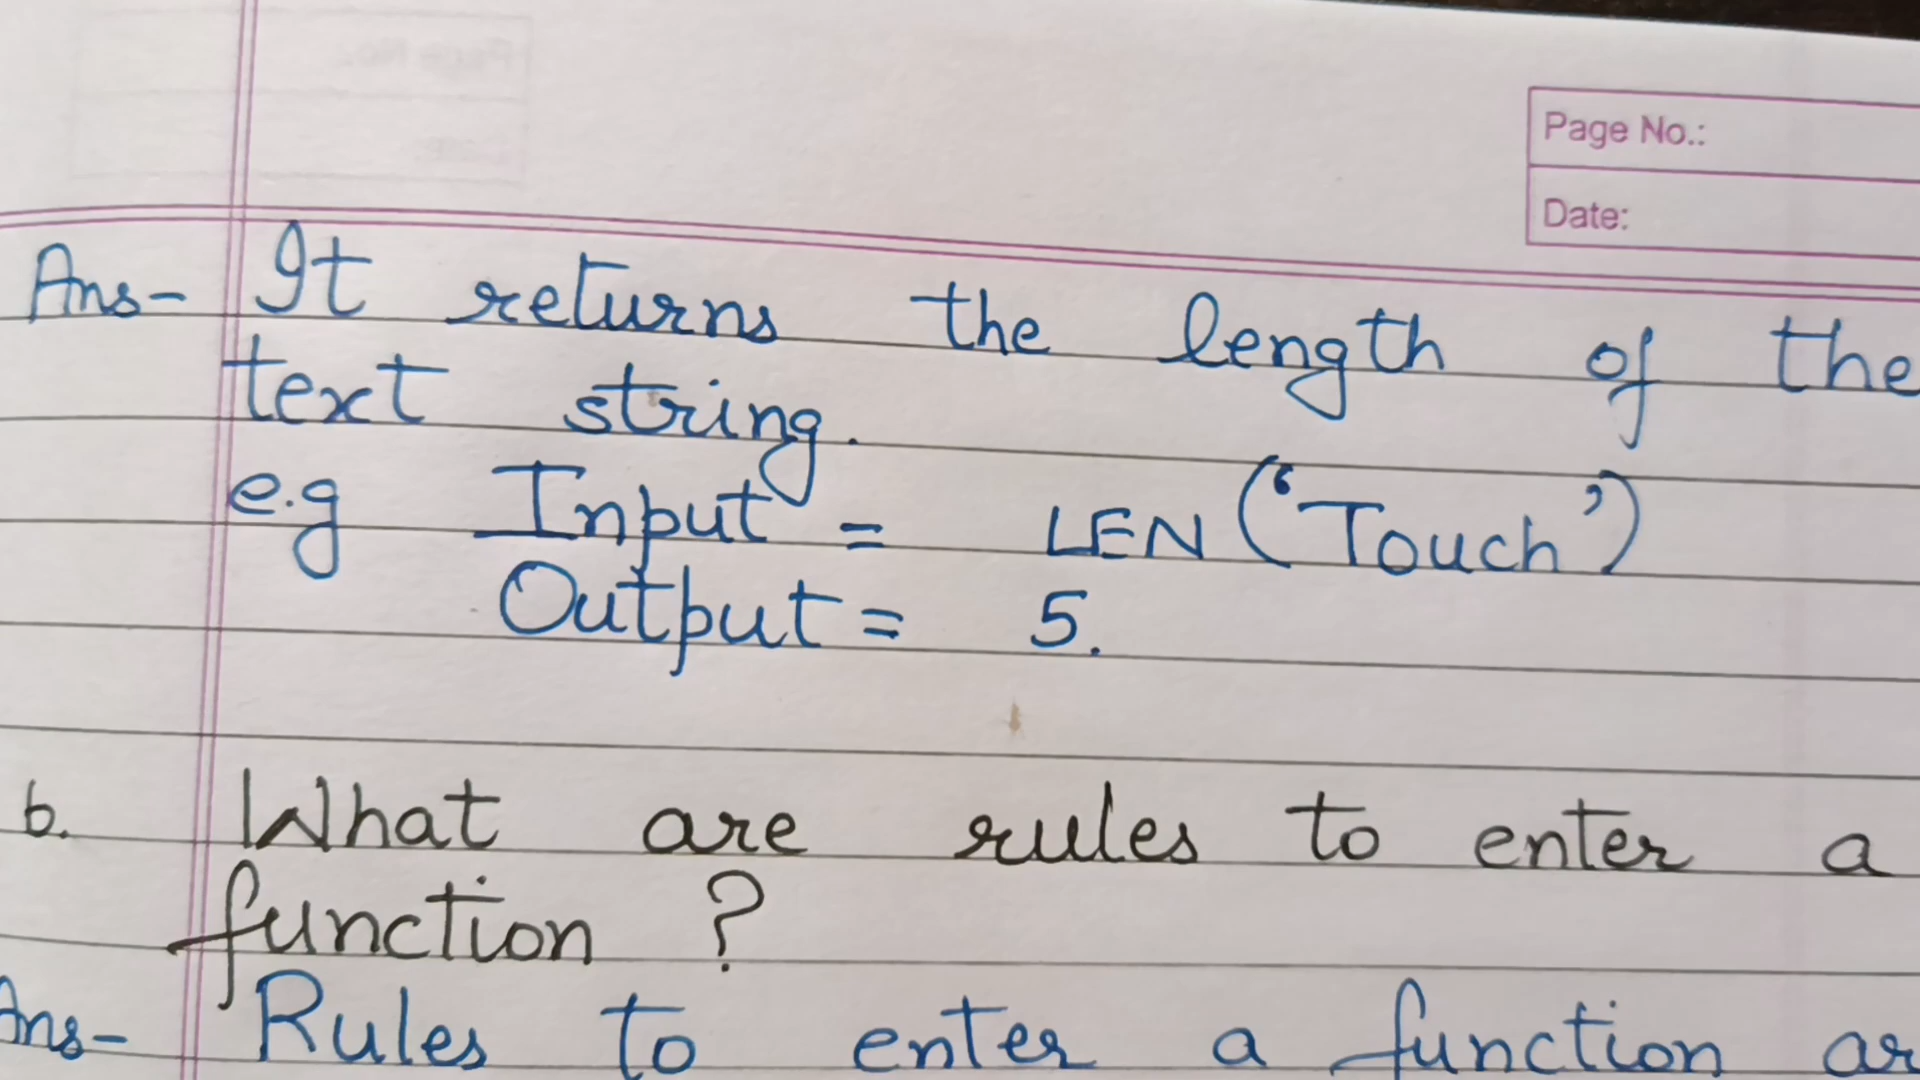 Page No.:
Date:
Ans- It returns the length of the
text string.
e.g Input = LEN ('Touch')
Output = 5.
b. What are rules to enter a
function ?
Ans- Rules to enter a function ar